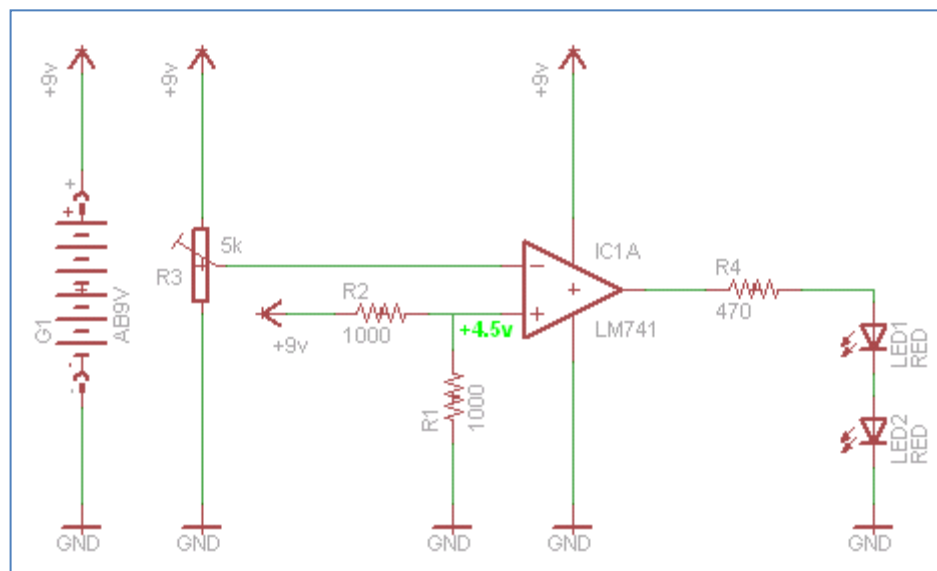 +9v
+9v
+9v
+
+
G1
AB9V
-
R3
5k
+9v
R2
1000
+4.5v
R1
1000
IC1A
LM741
R4
470
LED1
RED
LED2
RED
GND
GND
GND
GND
GND